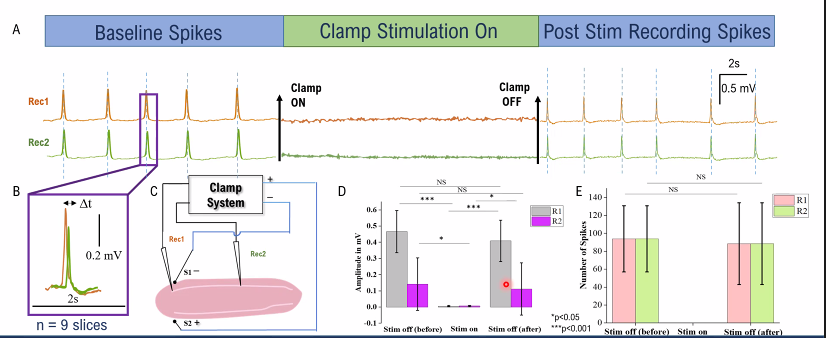 A
Baseline Spikes
Clamp Stimulation On
Post Stim Recording Spikes
2s
0.5 mV
Clamp
ON
Clamp
OFF
Rec1
Rec2
B
Δt
0.2 mV
2s
n = 9 slices
C
Clamp
System
+
−
Rec1
Rec2
S1 −
S2 +
D
NS
NS
***
*
***
*
R1
R2
Amplitude in mV
0.6
0.5
0.4
0.3
0.2
0.1
0.0
-0.1
Stim off (before)
Stim on
Stim off (after)
*p<0.05
***p<0.001
E
NS
NS
R1
R2
Number of Spikes
140
120
100
80
60
40
20
0
Stim off (before)
Stim on
Stim off (after)